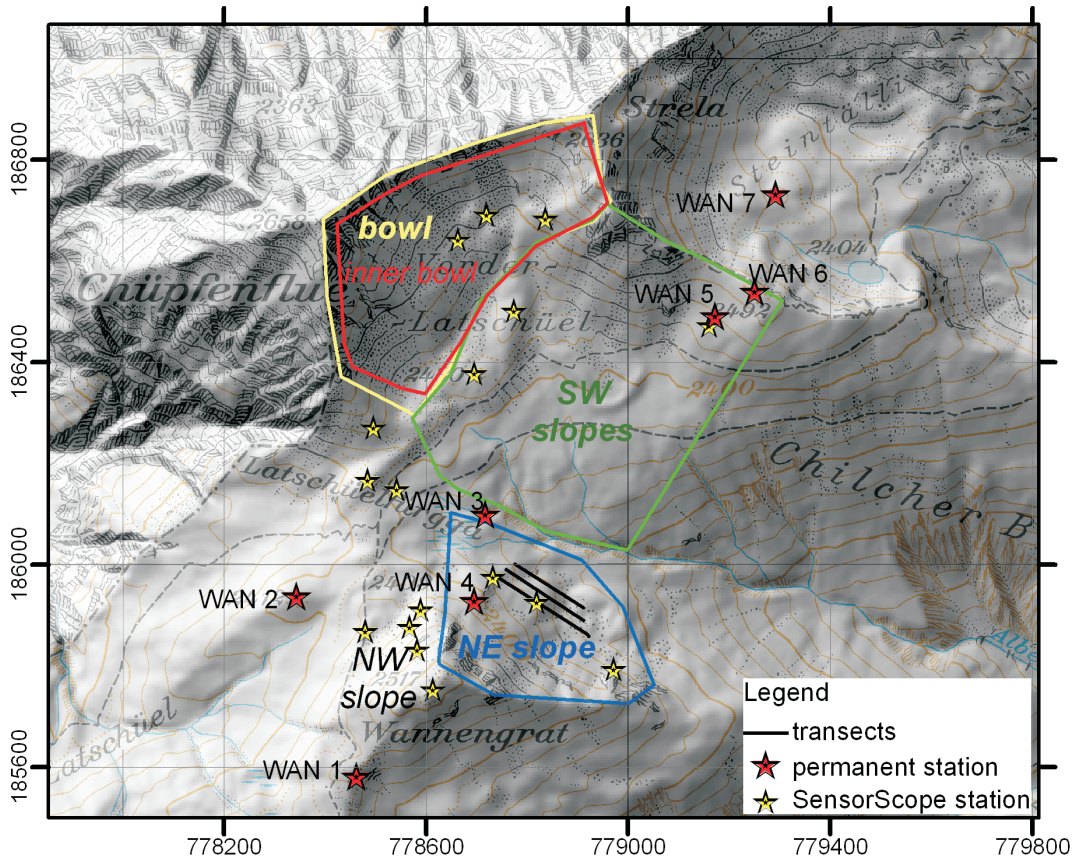 2363
Strela
2636
Steintälli
186800
WAN 7
2658
bowl
2404
inner bowl
Vorder-
WAN 6
Chüpfenflue
WAN 5
2492
Latschüel
186400
SW
2400
slopes
Latschüelfurgga
Chilcher B
WAN 3
186000
WAN 4
WAN 2
NE slope
NW
2517
slope
Legend
Wannengrat
transects
Latschüel
WAN 1
permanent station
185600
SensorScope station
778200
778600
779000
779400
779800